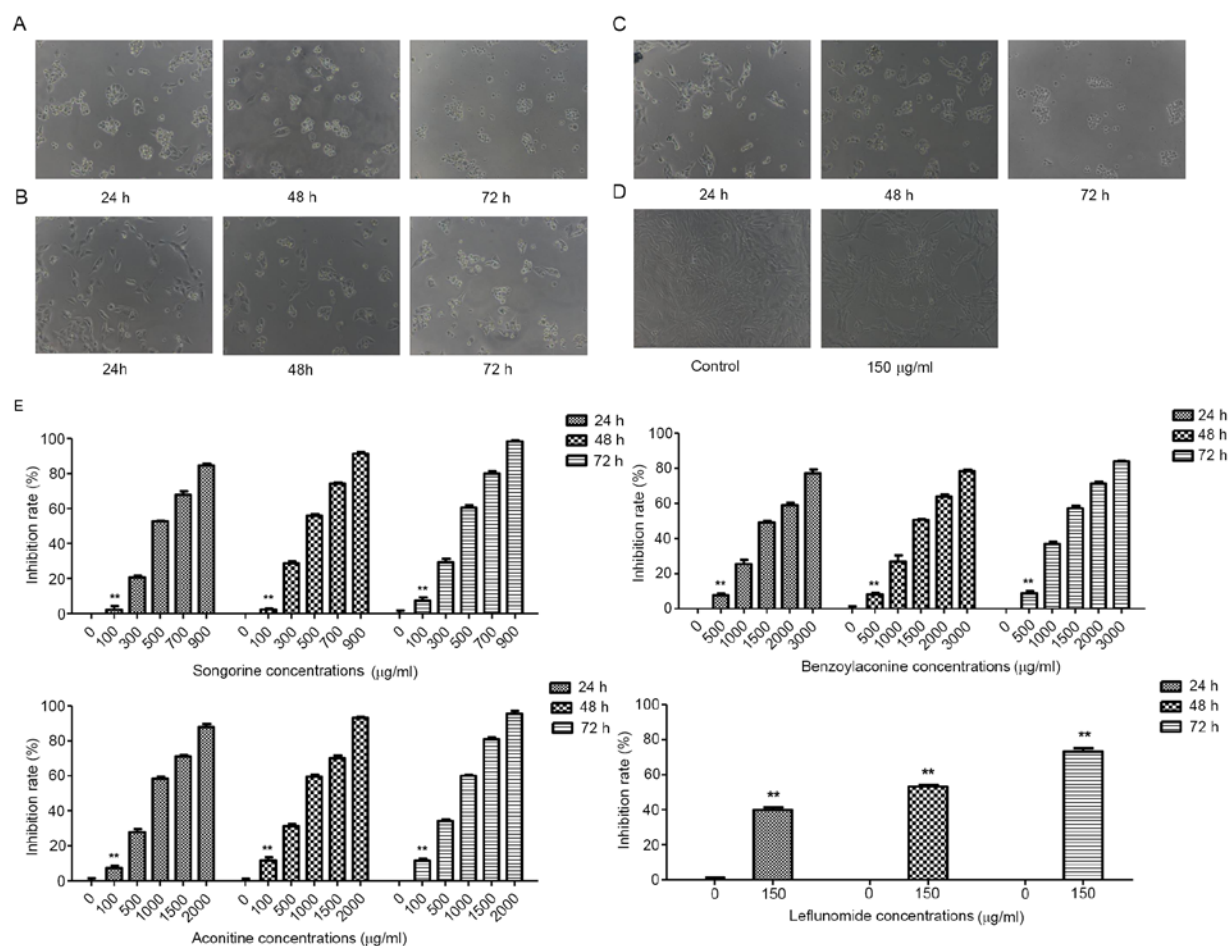 A
C
24 h 48 h 72 h
24 h 48 h 72 h
B
D
24h 48h 72 h
Control 150 μg/ml
E
24 h
48 h
72 h
100
80
60
40
20
0
Inhibition rate (%)
** ** **
0 100 300 500 700 900 0 100 300 500 700 900 0 100 300 500 700 900
Songorine concentrations (μg/ml)
24 h
48 h
72 h
100
80
60
40
20
0
Inhibition rate (%)
** ** **
0 500 1000 1500 2000 3000 0 500 1000 1500 2000 3000 0 500 1000 1500 2000 3000
Benzoylaconine concentrations (μg/ml)
24 h
48 h
72 h
100
80
60
40
20
0
Inhibition rate (%)
** ** **
0 100 500 1000 1500 2000 0 100 500 1000 1500 2000 0 100 500 1000 1500 2000
Aconitine concentrations (μg/ml)
24 h
48 h
72 h
100
80
60
40
20
0
Inhibition rate (%)
** ** **
0 150 0 150 0 150
Leflunomide concentrations (μg/ml)